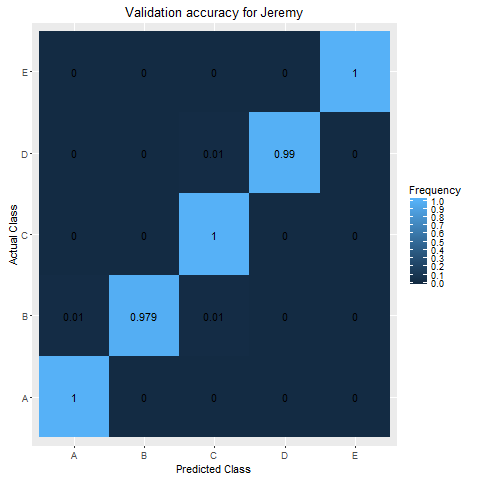 Validation accuracy for Jeremy
E 0 0 0 0 1
D 0 0 0.01 0.99 0
C 0 0 1 0 0
B 0.01 0.979 0.01 0 0
A 1 0 0 0 0
A B C D E
Predicted Class
Actual Class
Frequency
1.0
0.9
0.8
0.7
0.6
0.5
0.4
0.3
0.2
0.1
0.0